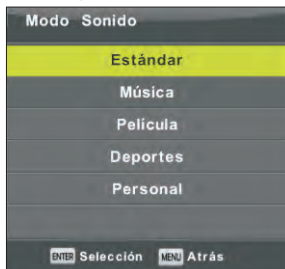 Modo Sonido
Estándar
Música
Película
Deportes
Personal
ENTER Selección MENU Atrás